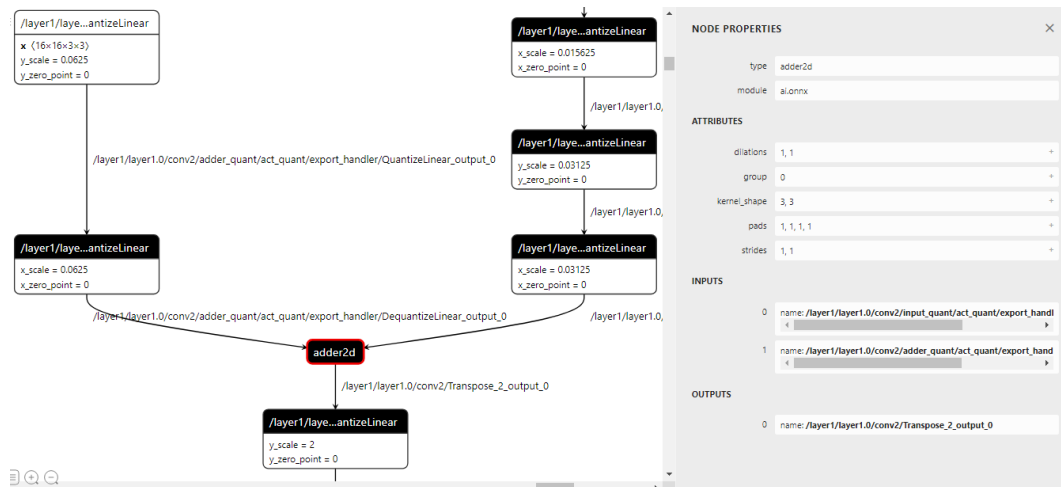 /layer1/laye...antizeLinear
x ⟨16×16×3×3⟩
y_scale = 0.0625
y_zero_point = 0
/layer1/laye...antizeLinear
x_scale = 0.015625
x_zero_point = 0
/layer1/layer1.0,
/layer1/layer1.0/conv2/adder_quant/act_quant/export_handler/QuantizeLinear_output_0
/layer1/laye...antizeLinear
y_scale = 0.03125
y_zero_point = 0
/layer1/layer1.0,
/layer1/laye...antizeLinear
x_scale = 0.0625
x_zero_point = 0
/layer1/laye...antizeLinear
x_scale = 0.03125
x_zero_point = 0
/layer1/layer1.0/conv2/adder_quant/act_quant/export_handler/DequantizeLinear_output_0
/layer1/layer1.0,
adder2d
/layer1/layer1.0/conv2/Transpose_2_output_0
/layer1/laye...antizeLinear
y_scale = 2
y_zero_point = 0
NODE PROPERTIES
type adder2d
module ai.onnx
ATTRIBUTES
dilations 1, 1 +
group 0 +
kernel_shape 3, 3 +
pads 1, 1, 1, 1 +
strides 1, 1 +
INPUTS
0 name: /layer1/layer1.0/conv2/input_quant/act_quant/export_handl
1 name: /layer1/layer1.0/conv2/adder_quant/act_quant/export_hand
OUTPUTS
0 name: /layer1/layer1.0/conv2/Transpose_2_output_0